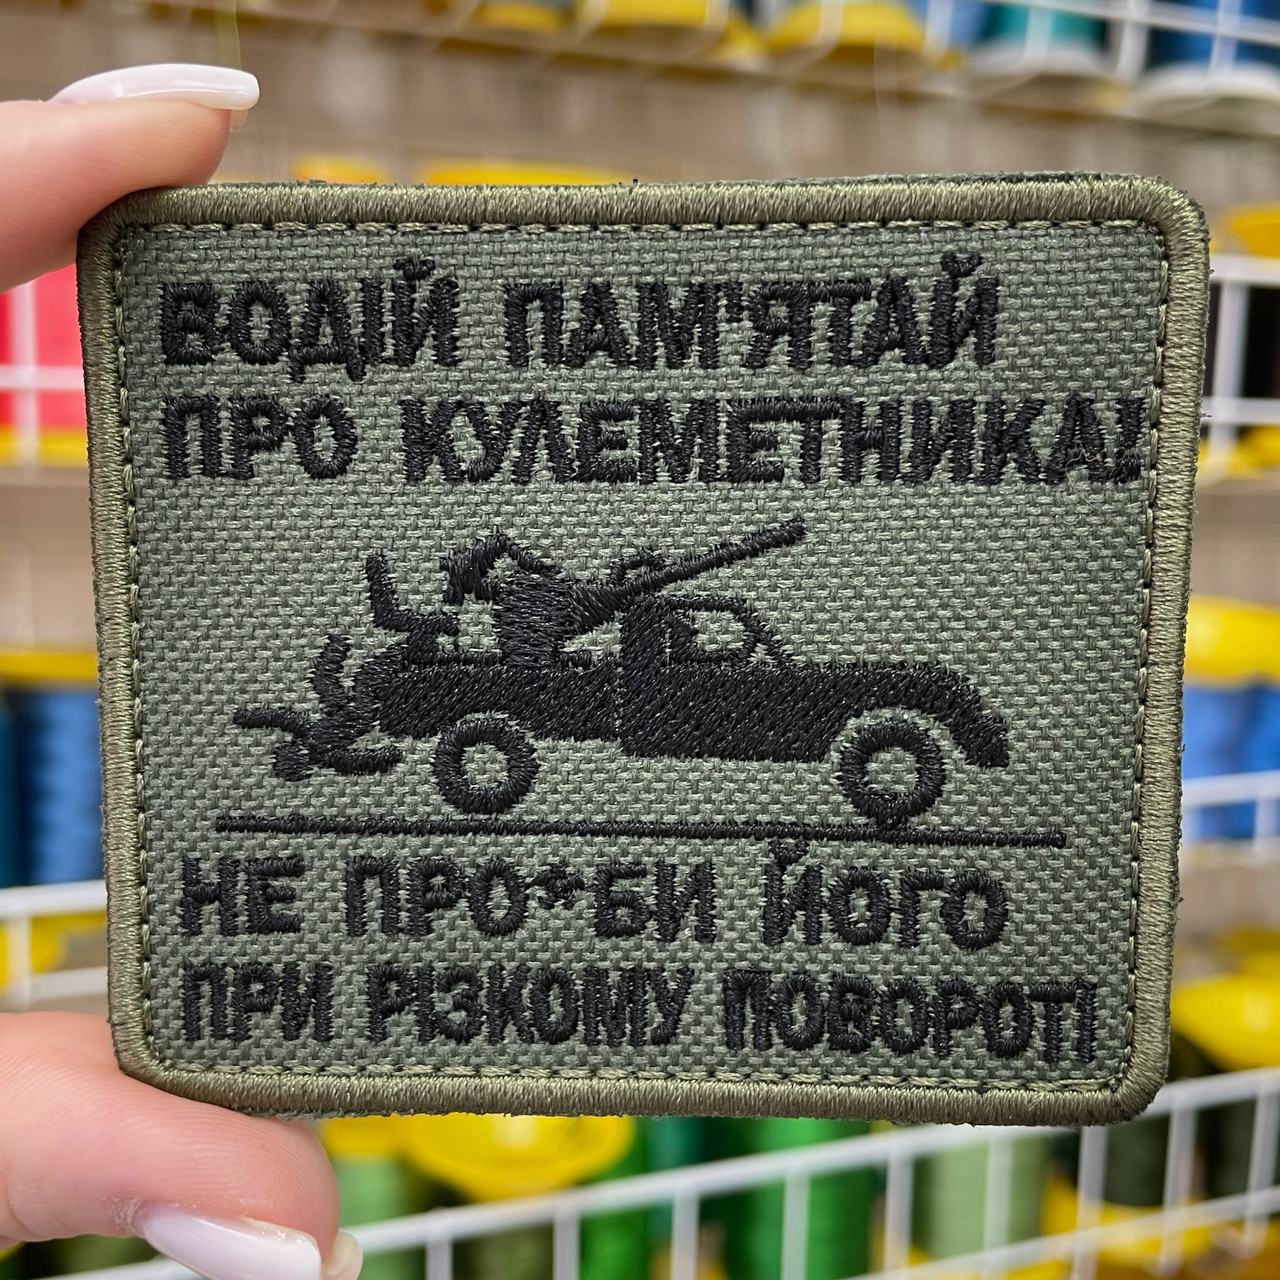 ВОДІЙ ПАМ'ЯТАЙ
ПРО КУЛЕМЕТНИКА!
НЕ ПРО*БИ ЙОГО
ПРИ РІЗКОМУ ПОВОРОТІ